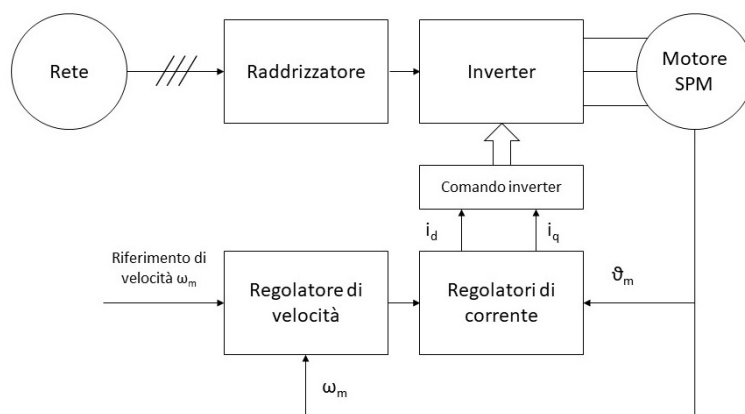 Rete
Raddrizzatore
Inverter
Motore
SPM
Comando inverter
i_d
i_q
Riferimento di
velocità ω_m
Regolatore di
velocità
Regolatori di
corrente
ϑ_m
ω_m